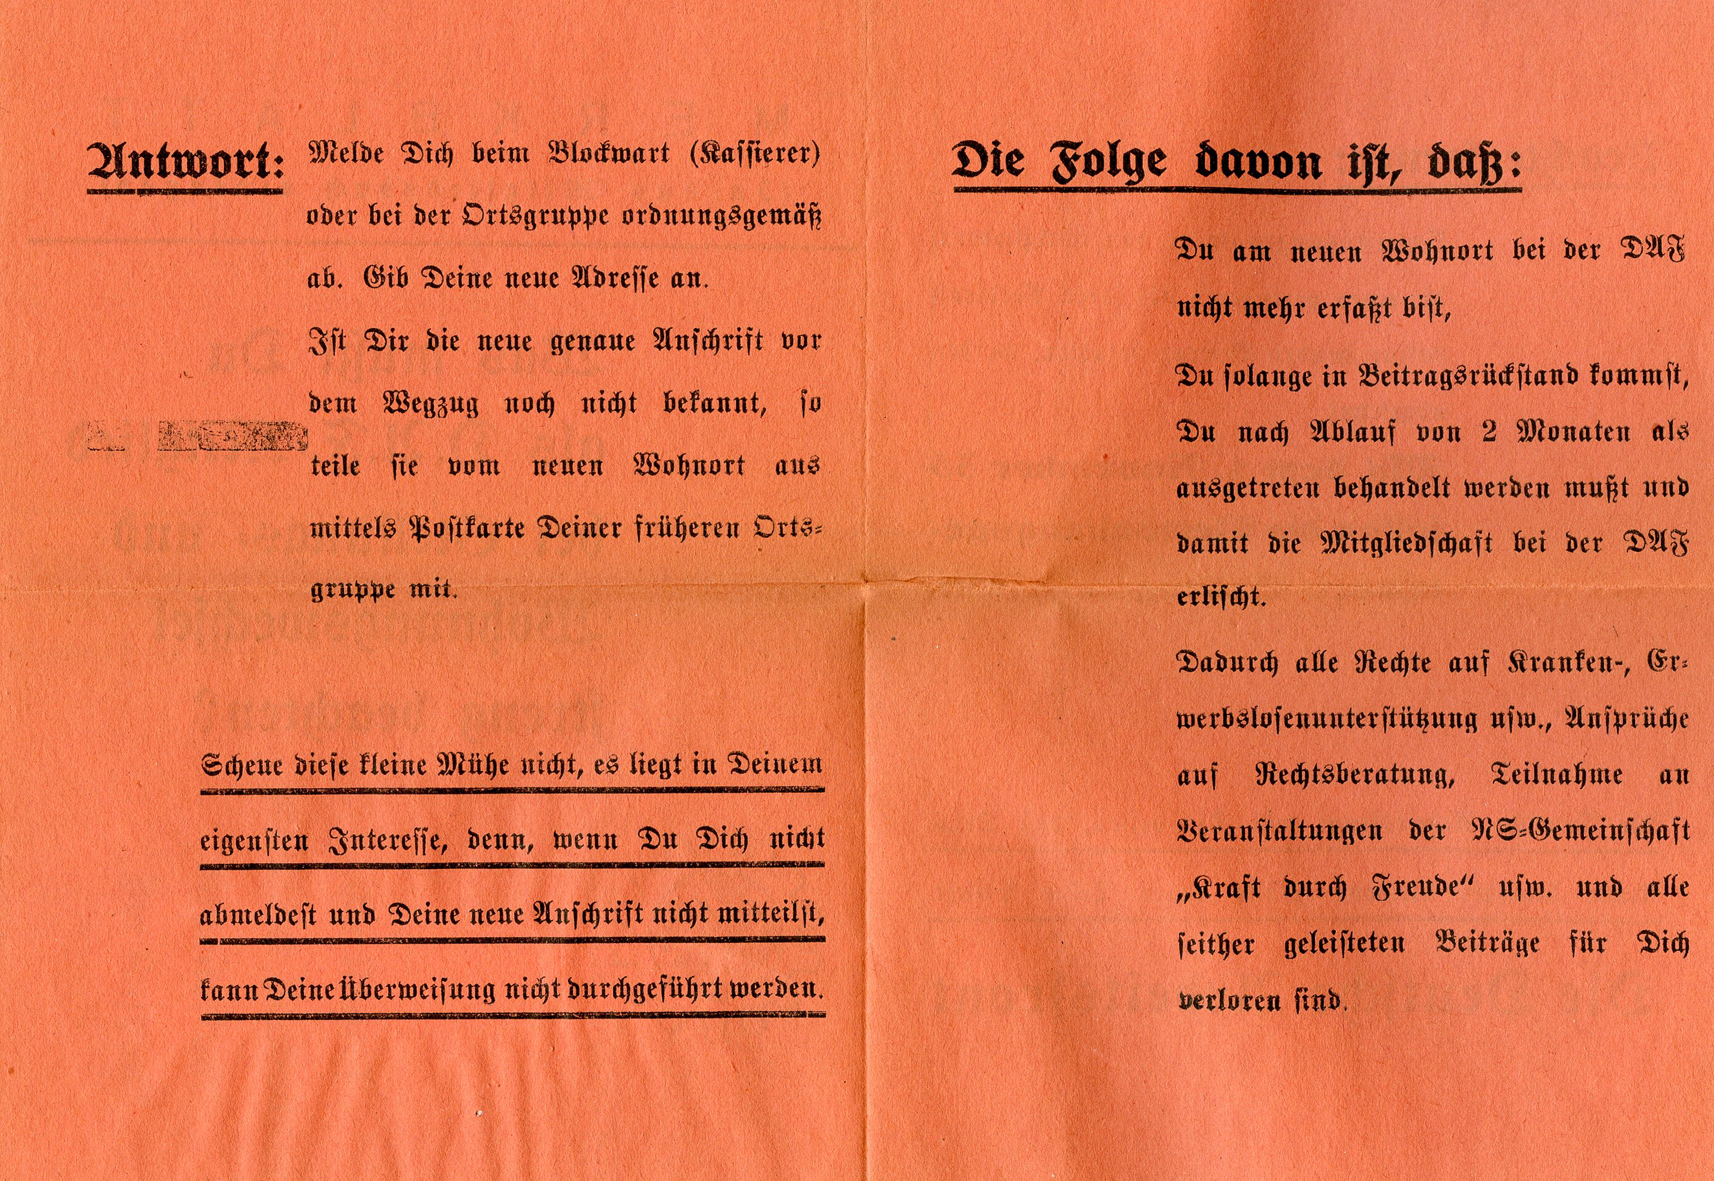 Antwort:
Melde Dich beim Blockwart (Kassierer)
oder bei der Ortsgruppe ordnungsgemäß
ab. Gib Deine neue Adresse an.
Ist Dir die neue genaue Anschrift vor
dem Wegzug noch nicht bekannt, so
teile sie vom neuen Wohnort aus
mittels Postkarte Deiner früheren Orts-
gruppe mit.
Scheue diese kleine Mühe nicht, es liegt in Deinem
eigensten Interesse, denn, wenn Du Dich nicht
abmeldest und Deine neue Anschrift nicht mitteilst,
kann Deine Überweisung nicht durchgeführt werden.
Die Folge davon ist, daß:
Du am neuen Wohnort bei der DAF
nicht mehr erfaßt bist,
Du solange in Beitragsrückstand kommst,
Du nach Ablauf von 2 Monaten als
ausgetreten behandelt werden mußt und
damit die Mitgliedschaft bei der DAF
erlischt.
Dadurch alle Rechte auf Kranken-, Er-
werbslosenunterstützung usw., Ansprüche
auf Rechtsberatung, Teilnahme an
Veranstaltungen der NS-Gemeinschaft
„Kraft durch Freude“ usw. und alle
seither geleisteten Beiträge für Dich
verloren sind.